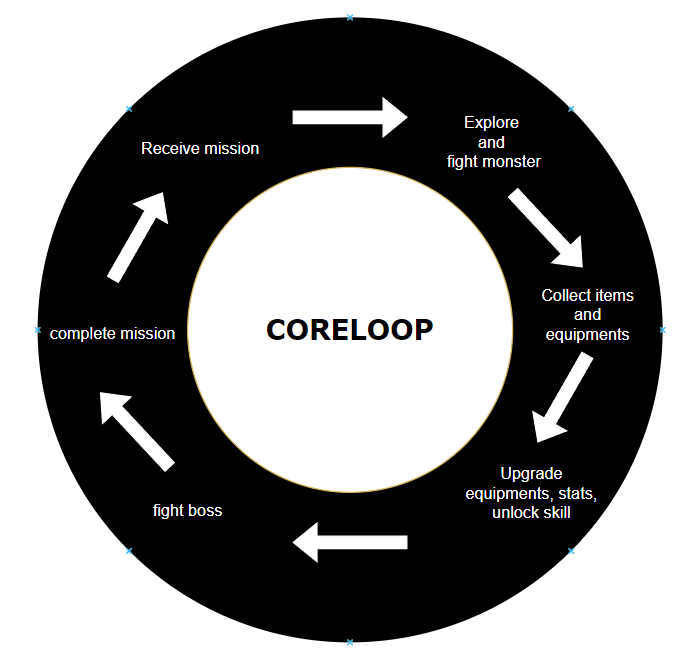 Receive mission
Explore
and
fight monster
Collect items
and
equipments
Upgrade
equipments, stats,
unlock skill
fight boss
complete mission
CORELOOP